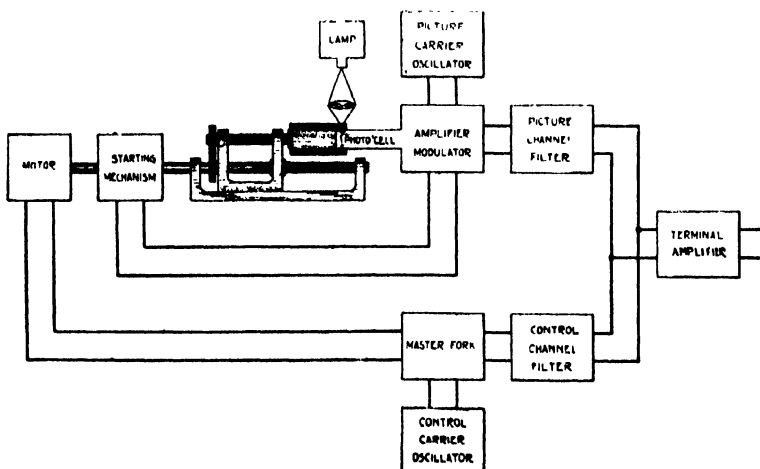 LAMP
PICTURE
CARRIER
OSCILLATOR
MOTOR
STARTING
MECHANISM
PHOTO CELL
AMPLIFIER
MODULATOR
PICTURE
CHANNEL
FILTER
TERMINAL
AMPLIFIER
MASTER FORK
CONTROL
CHANNEL
FILTER
CONTROL
CARRIER
OSCILLATOR